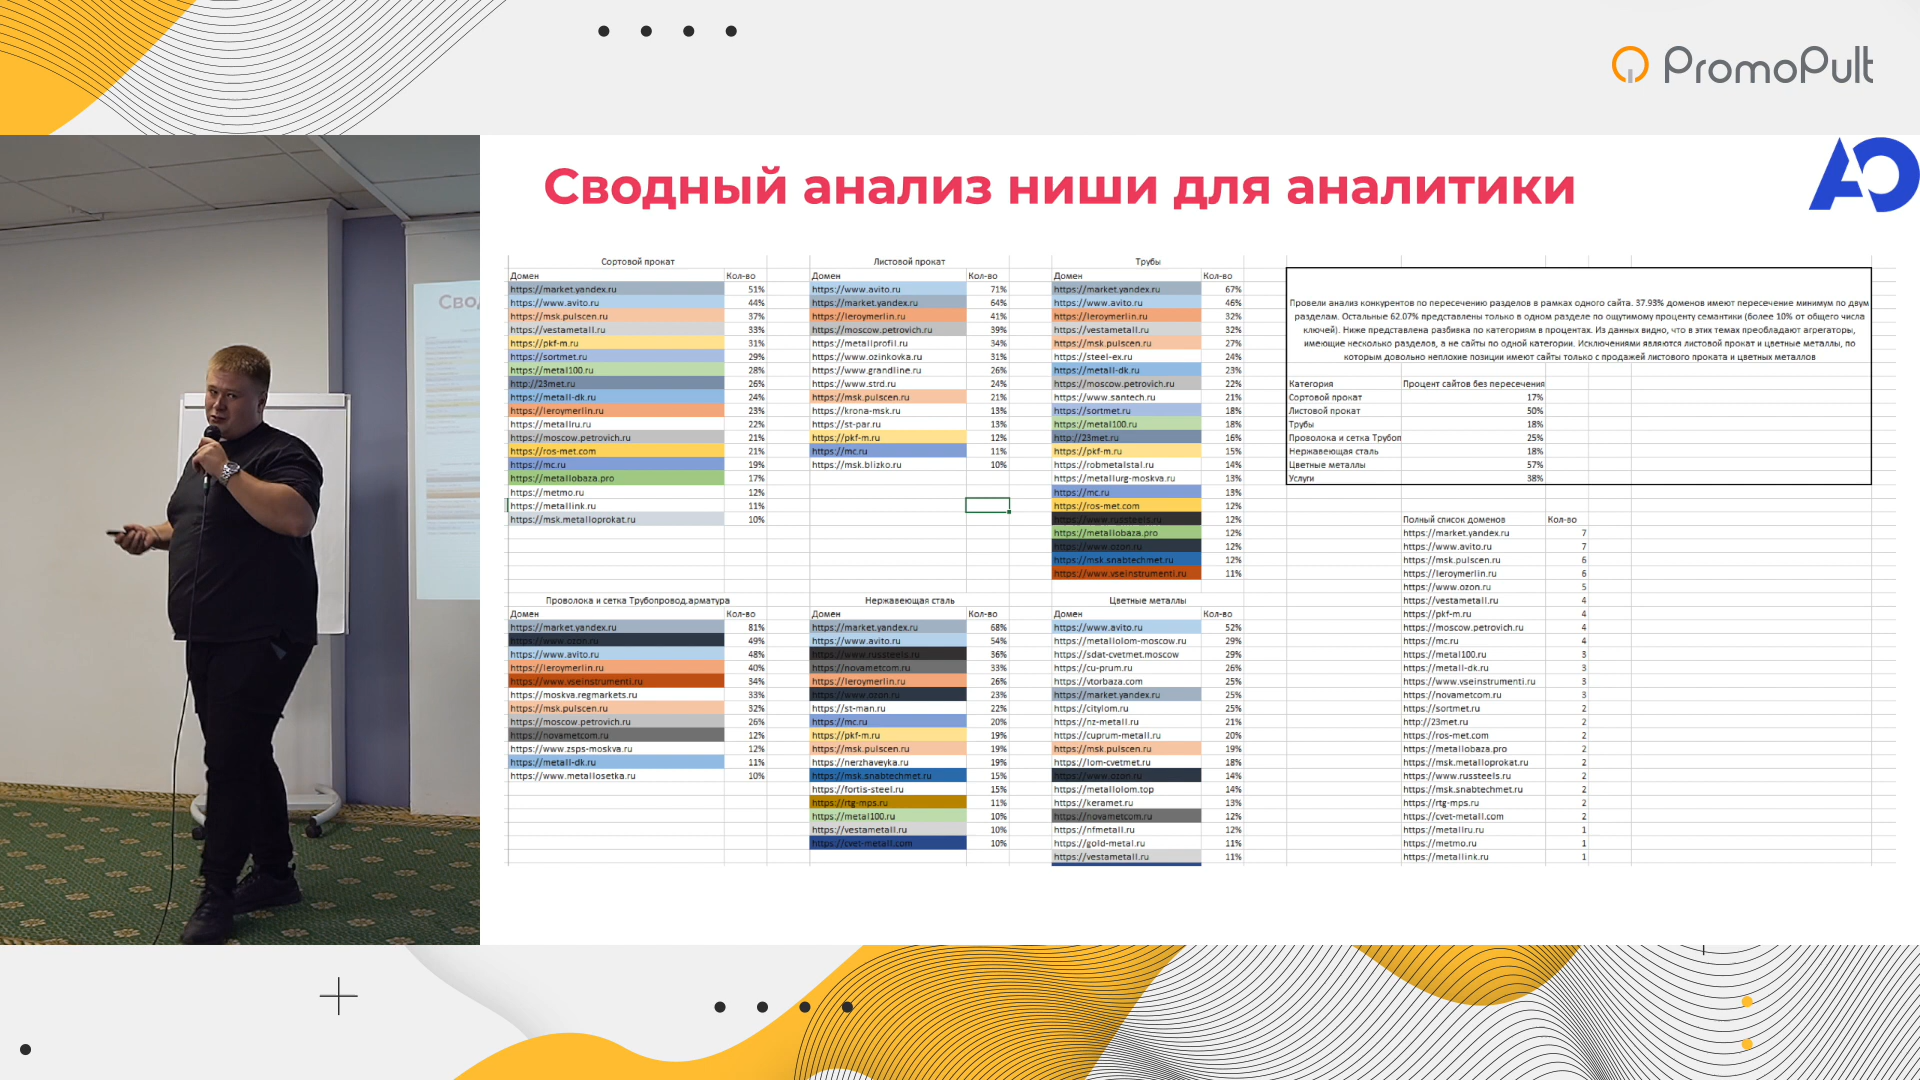 PromoPult
Сводный анализ ниши для аналитики
АО
Сво
Сортовой прокат
Домен Кол-во
https://market.yandex.ru 51%
https://www.avito.ru 44%
https://msk.pulscen.ru 37%
https://vestametall.ru 33%
https://pkf-m.ru 31%
https://sortmet.ru 29%
https://metal100.ru 28%
http://23met.ru 26%
https://metall-dk.ru 24%
https://leroymerlin.ru 23%
https://metallru.ru 22%
https://moscow.petrovich.ru 21%
https://ros-met.com 21%
https://mc.ru 19%
https://metallobaza.pro 17%
https://metmo.ru 12%
https://metallink.ru 11%
https://msk.metalloprokat.ru 10%
Листовой прокат
Домен Кол-во
https://www.avito.ru 71%
https://market.yandex.ru 64%
https://leroymerlin.ru 41%
https://moscow.petrovich.ru 39%
https://metallprofil.ru 34%
https://www.ozinkovka.ru 31%
https://www.grandline.ru 26%
https://www.strd.ru 24%
https://msk.pulscen.ru 21%
https://krona-msk.ru 13%
https://st-par.ru 13%
https://pkf-m.ru 12%
https://mc.ru 11%
https://msk.blizko.ru 10%
Трубы
Домен Кол-во
https://market.yandex.ru 67%
https://www.avito.ru 46%
https://leroymerlin.ru 32%
https://vestametall.ru 32%
https://msk.pulscen.ru 27%
https://steel-ex.ru 24%
https://metall-dk.ru 23%
https://moscow.petrovich.ru 22%
https://www.santech.ru 21%
https://sortmet.ru 18%
https://metal100.ru 18%
http://23met.ru 16%
https://pkf-m.ru 15%
https://robmetalstal.ru 14%
https://metallurg-moskva.ru 13%
https://mc.ru 13%
https://ros-met.com 12%
https://www.russteels.ru 12%
https://metallobaza.pro 12%
https://www.ozon.ru 12%
https://msk.snabtechmet.ru 12%
https://www.vseinstrumenti.ru 11%
Провели анализ конкурентов по пересечению разделов в рамках одного сайта. 37.93% доменов имеют пересечение минимум по двум
разделам. Остальные 62.07% представлены только в одном разделе по ощутимому проценту семантики (более 10% от общего числа
ключей). Ниже представлена разбивка по категориям в процентах. Из данных видно, что в этих темах преобладают агрегаторы,
имеющие несколько разделов, а не сайты по одной категории. Исключениями являются листовой прокат и цветные металлы, по
которым довольно неплохие позиции имеют сайты только с продажей листового проката и цветных металлов
Категория Процент сайтов без пересечения
Сортовой прокат 17%
Листовой прокат 50%
Трубы 18%
Проволока и сетка Трубоп 25%
Нержавеющая сталь 18%
Цветные металлы 57%
Услуги 38%
Проволока и сетка Трубопровод.арматура
Домен Кол-во
https://market.yandex.ru 81%
https://www.ozon.ru 49%
https://www.avito.ru 48%
https://leroymerlin.ru 40%
https://www.vseinstrumenti.ru 34%
https://moskva.regmarkets.ru 33%
https://msk.pulscen.ru 32%
https://moscow.petrovich.ru 26%
https://novametcom.ru 12%
https://www.zsps-moskva.ru 12%
https://metall-dk.ru 11%
https://www.metallosetka.ru 10%
Нержавеющая сталь
Домен Кол-во
https://market.yandex.ru 68%
https://www.avito.ru 54%
https://www.russteels.ru 36%
https://novametcom.ru 33%
https://leroymerlin.ru 26%
https://www.ozon.ru 23%
https://st-man.ru 22%
https://mc.ru 20%
https://pkf-m.ru 19%
https://msk.pulscen.ru 19%
https://nerzhaveyka.ru 19%
https://msk.snabtechmet.ru 15%
https://fortis-steel.ru 15%
https://rtg-mps.ru 11%
https://metal100.ru 10%
https://vestametall.ru 10%
https://cvet-metall.com 10%
Цветные металлы
Домен Кол-во
https://www.avito.ru 52%
https://metallolom-moscow.ru 29%
https://sdat-cvetmet.moscow 29%
https://cu-prum.ru 26%
https://vtorbaza.com 25%
https://market.yandex.ru 25%
https://citylom.ru 25%
https://nz-metall.ru 21%
https://cuprum-metall.ru 20%
https://msk.pulscen.ru 19%
https://lom-cvetmet.ru 18%
https://www.ozon.ru 14%
https://metallolom.top 14%
https://keramet.ru 13%
https://novametcom.ru 12%
https://nfmetall.ru 12%
https://gold-metal.ru 11%
https://vestametall.ru 11%
Полный список доменов Кол-во
https://market.yandex.ru 7
https://www.avito.ru 7
https://msk.pulscen.ru 6
https://leroymerlin.ru 6
https://www.ozon.ru 5
https://vestametall.ru 4
https://pkf-m.ru 4
https://moscow.petrovich.ru 4
https://mc.ru 4
https://metal100.ru 3
https://metall-dk.ru 3
https://www.vseinstrumenti.ru 3
https://novametcom.ru 3
https://sortmet.ru 2
http://23met.ru 2
https://ros-met.com 2
https://metallobaza.pro 2
https://msk.metalloprokat.ru 2
https://www.russteels.ru 2
https://msk.snabtechmet.ru 2
https://rtg-mps.ru 2
https://cvet-metall.com 2
https://metallru.ru 1
https://metmo.ru 1
https://metallink.ru 1